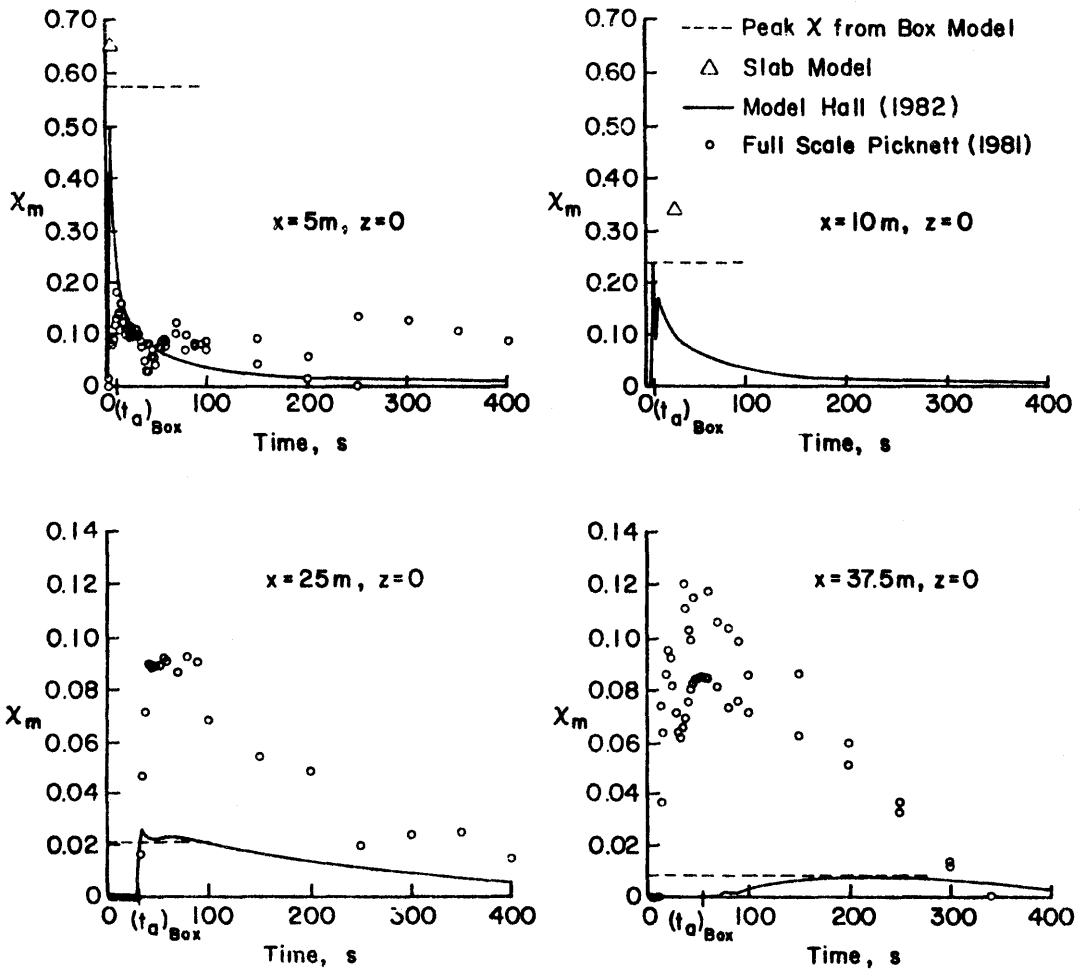 0.70
0.60
0.50
0.40
0.30
0.20
0.10
0
χm
x=5m, z=0
0 100 200 300 400
(ta)Box
Time, s
0.70
0.60
0.50
0.40
0.30
0.20
0.10
0
χm
Peak χ from Box Model
Slab Model
Model Hall (1982)
Full Scale Picknett (1981)
x=10m, z=0
0 100 200 300 400
(ta)Box
Time, s
0.14
0.12
0.10
0.08
0.06
0.04
0.02
0
χm
x=25m, z=0
0 100 200 300 400
(ta)Box
Time, s
0.14
0.12
0.10
0.08
0.06
0.04
0.02
0
χm
x=37.5m, z=0
0 100 200 300 400
(ta)Box
Time, s